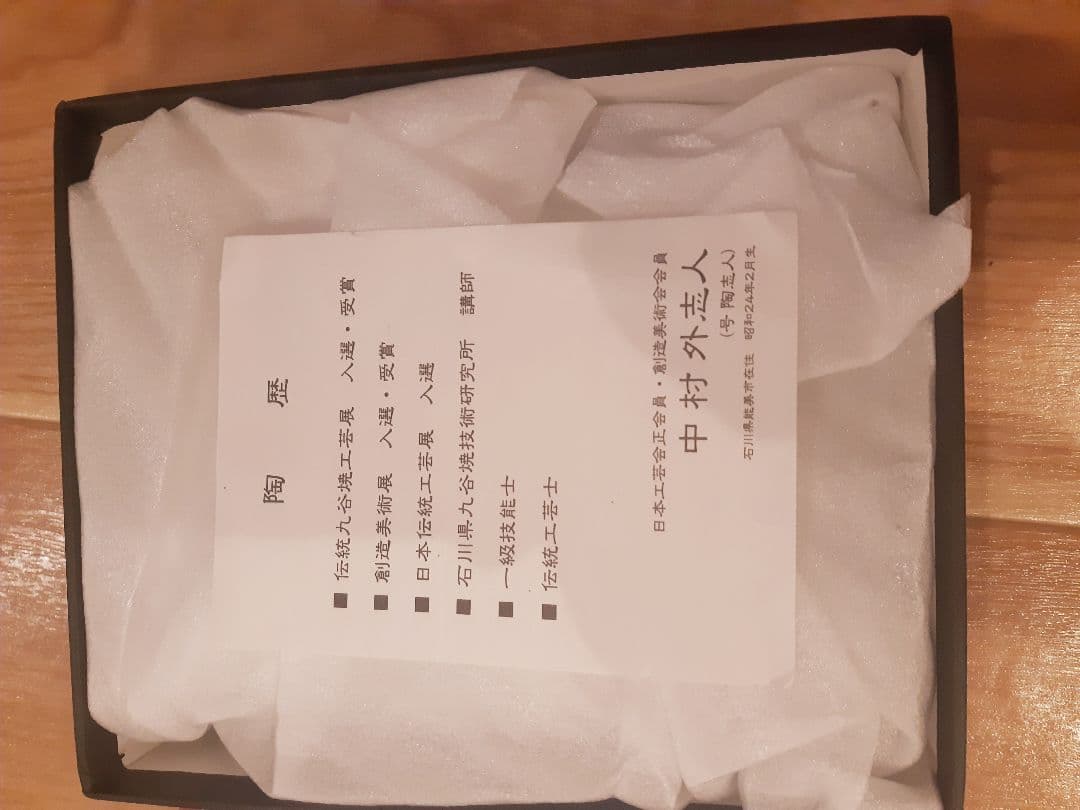 陶歴
■伝統九谷焼工芸展 入選・受賞
■創造美術展 入選・受賞
■日本伝統工芸展 入選
■石川県九谷焼技術研究所 講師
■一級技能士
■伝統工芸士
日本工芸会正会員・創造美術会会員
中村外志人
(号 陶志人)
石川県能美市在住 昭和24年2月生